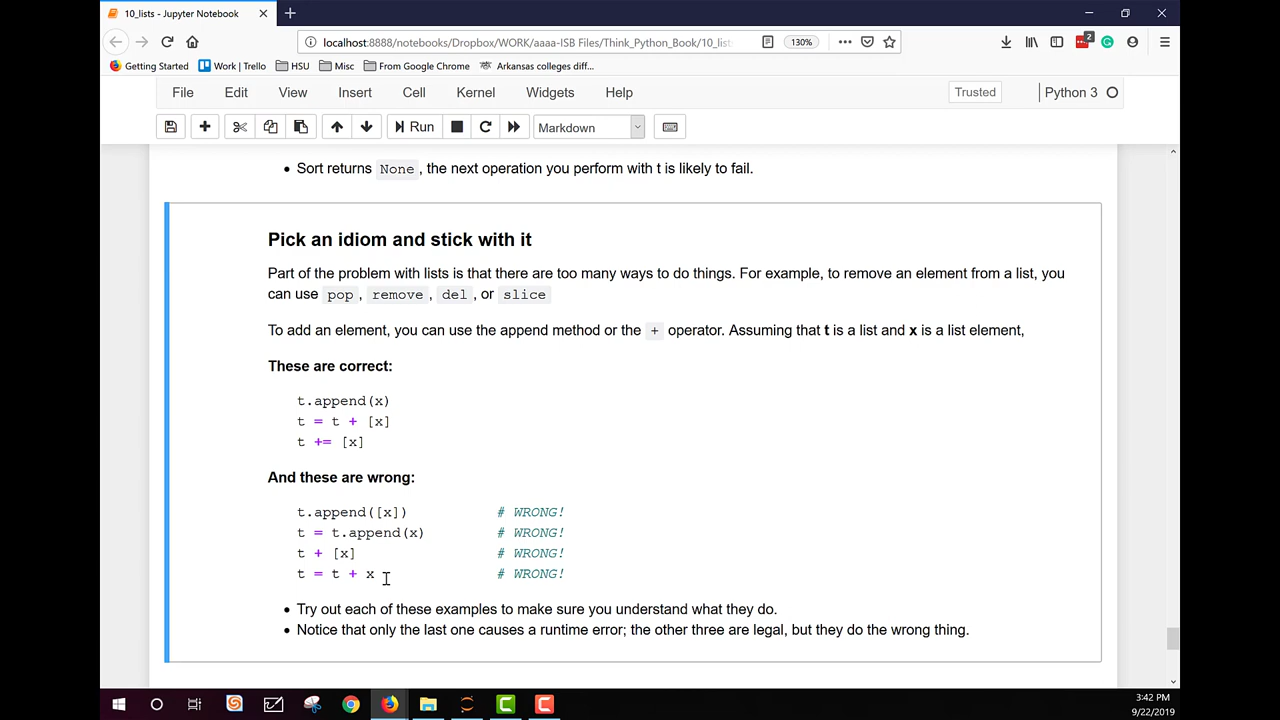 10_lists - Jupyter Notebook
localhost:8888/notebooks/Dropbox/WORK/aaaa-ISB Files/Think_Python_Book/10_lists
130%
2
Getting Started Work | Trello HSU Misc From Google Chrome Arkansas colleges diff...
File Edit View Insert Cell Kernel Widgets Help Trusted Python 3
Run Markdown
• Sort returns None , the next operation you perform with t is likely to fail.
Pick an idiom and stick with it
Part of the problem with lists is that there are too many ways to do things. For example, to remove an element from a list, you
can use pop , remove , del , or slice
To add an element, you can use the append method or the + operator. Assuming that t is a list and x is a list element,
These are correct:
t.append(x)
t = t + [x]
t += [x]
And these are wrong:
t.append([x]) # WRONG!
t = t.append(x) # WRONG!
t + [x] # WRONG!
t = t + x # WRONG!
• Try out each of these examples to make sure you understand what they do.
• Notice that only the last one causes a runtime error; the other three are legal, but they do the wrong thing.
3:42 PM
9/22/2019